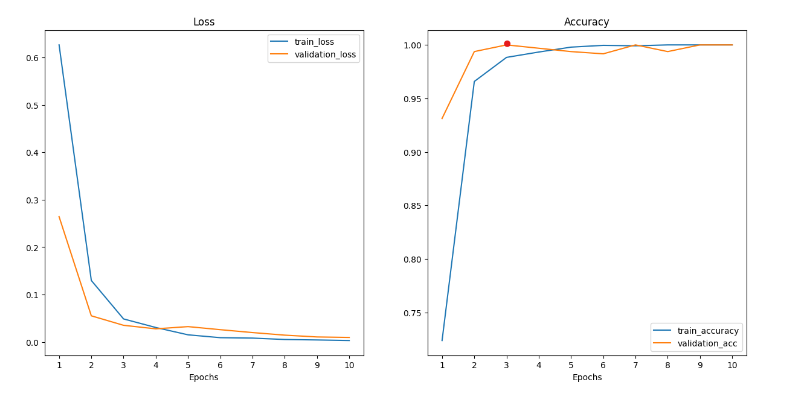 Loss
train_loss
validation_loss
0.6
0.5
0.4
0.3
0.2
0.1
0.0
1 2 3 4 5 6 7 8 9 10
Epochs
Accuracy
1.00
0.95
0.90
0.85
0.80
0.75
train_accuracy
validation_acc
1 2 3 4 5 6 7 8 9 10
Epochs